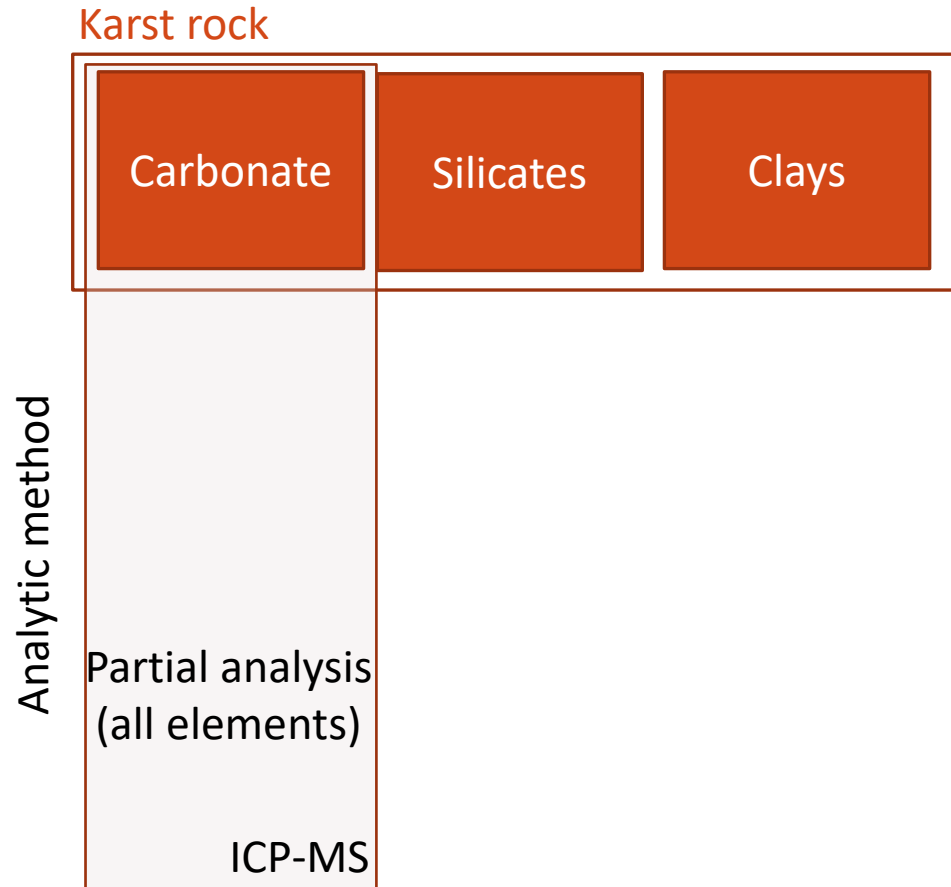 Karst rock
Carbonate
Silicates
Clays
Analytic method
Partial analysis
(all elements)
ICP-MS